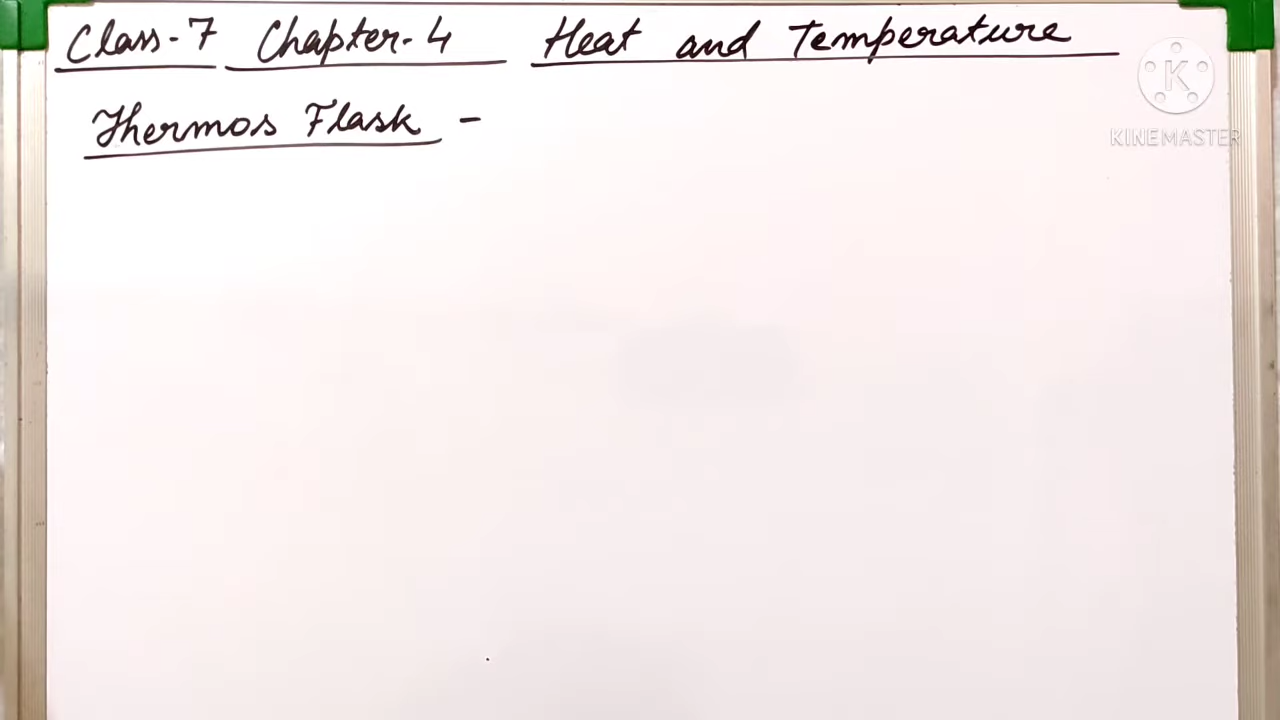 Class-7 Chapter-4 Heat and Temperature
Thermos Flask -
K
KINEMASTER